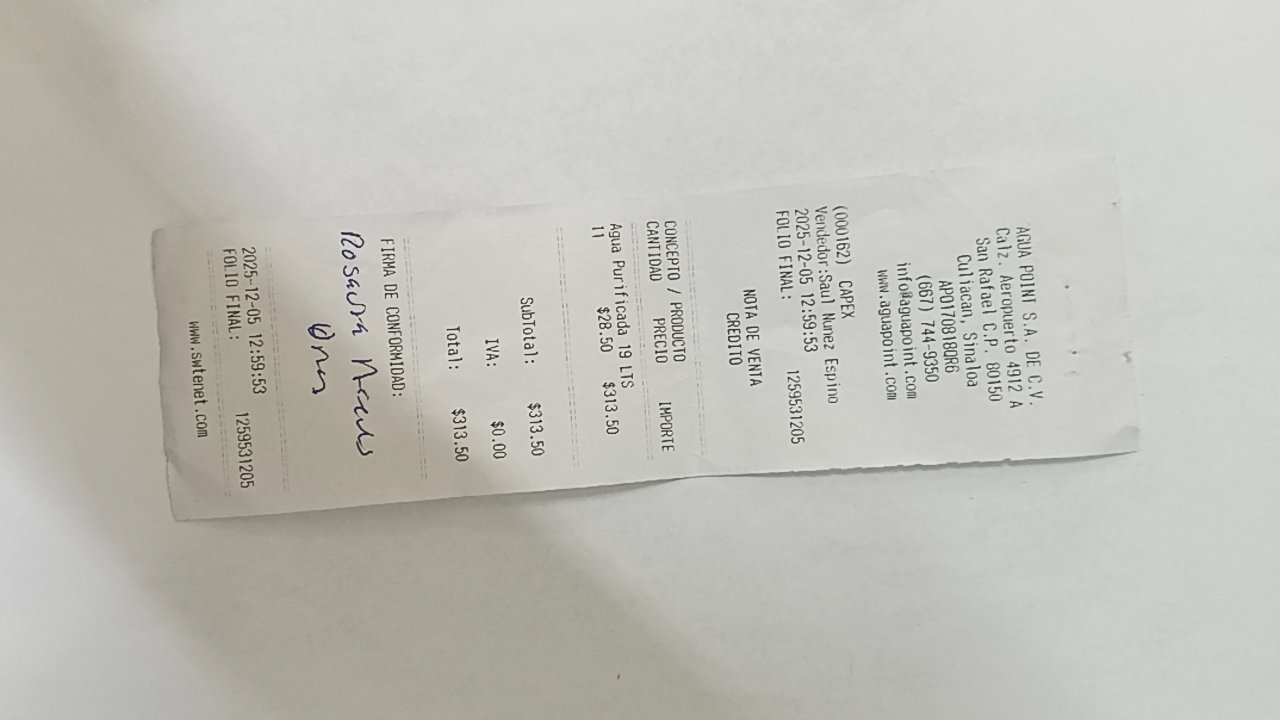 AGUA POINT S.A. DE C.V.
Calz. Aeropuerto 4912 A
San Rafael C.P. 80150
Culiacan, Sinaloa
APO170818QR6
(667) 744-9350
info@aguapoint.com
www.aguapoint.com
(000162) CAPEX
Vendedor:Saul Nunez Espino
2025-12-05 12:59:53
FOLIO FINAL: 1259531205
NOTA DE VENTA
CREDITO
CONCEPTO / PRODUCTO
CANTIDAD PRECIO IMPORTE
Agua Purificada 19 LTS
11 $28.50 $313.50
SubTotal: $313.50
IVA: $0.00
Total: $313.50
FIRMA DE CONFORMIDAD:
2025-12-05 12:59:53
FOLIO FINAL: 1259531205
www.swtenet.com